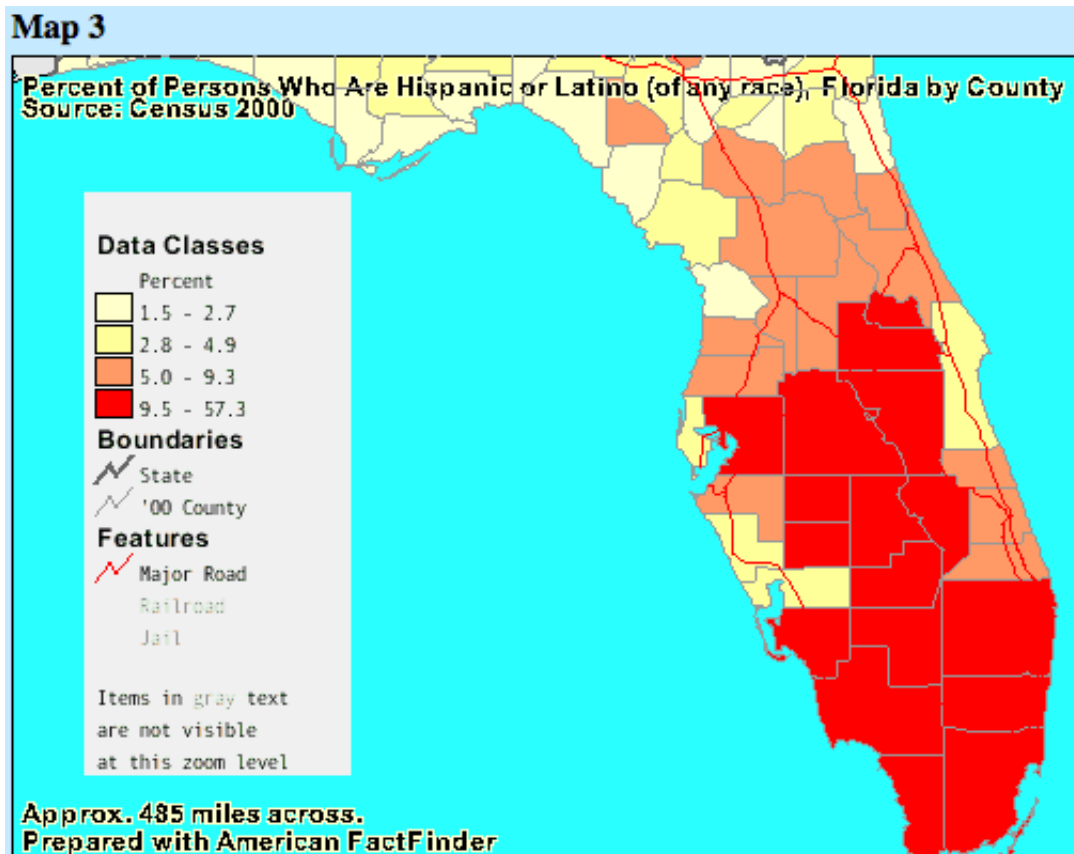 Map 3
Percent of Persons Who Are Hispanic or Latino (of any race), Florida by County
Source: Census 2000
Data Classes
Percent
1.5 - 2.7
2.8 - 4.9
5.0 - 9.3
9.5 - 57.3
Boundaries
State
'00 County
Features
Major Road
Railroad
Jail
Items in gray text
are not visible
at this zoom level
Approx. 485 miles across.
Prepared with American FactFinder